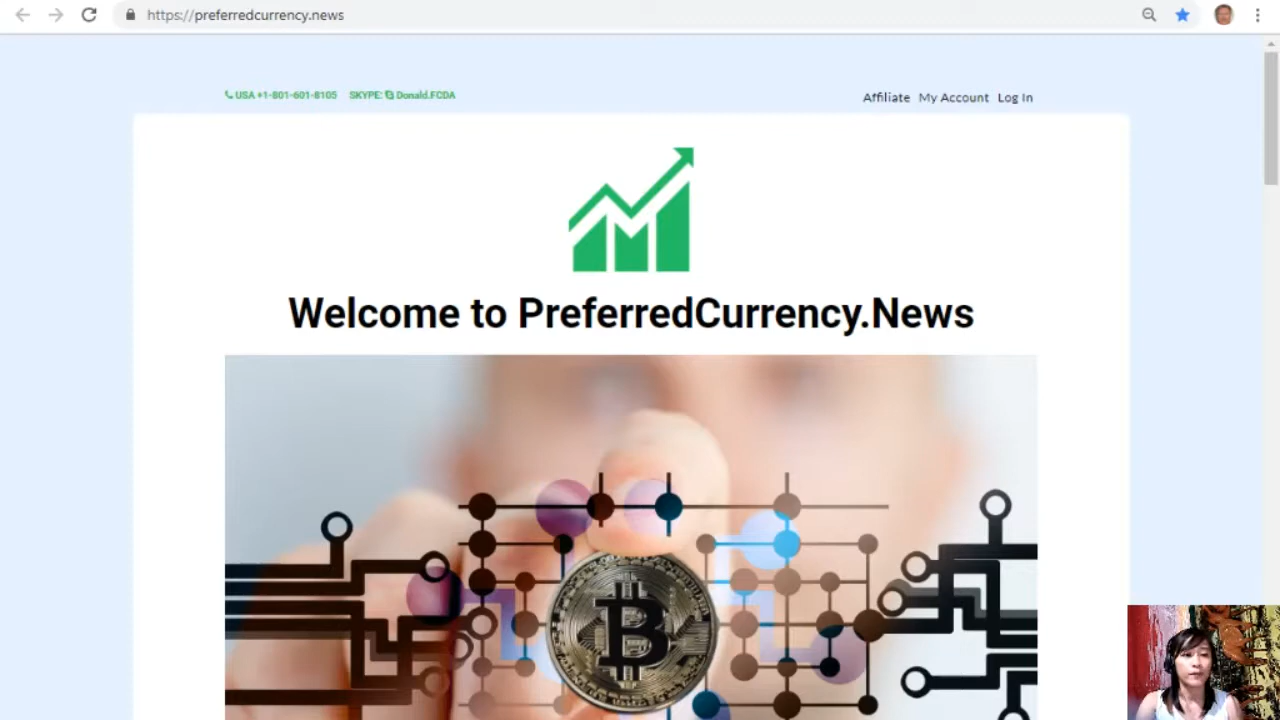 https://preferredcurrency.news
USA +1-801-601-8105 SKYPE: Donald.FCDA
Affiliate My Account Log In
Welcome to PreferredCurrency.News